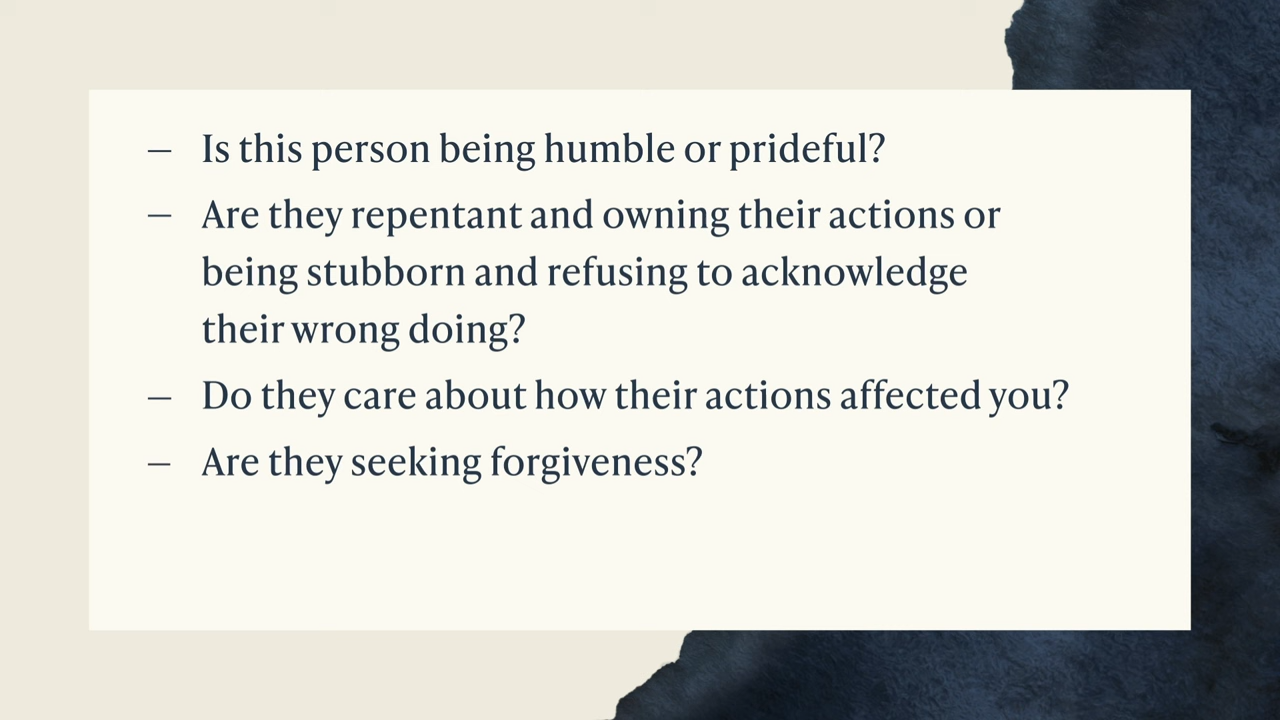 — Is this person being humble or prideful?
— Are they repentant and owning their actions or
being stubborn and refusing to acknowledge
their wrong doing?
— Do they care about how their actions affected you?
— Are they seeking forgiveness?